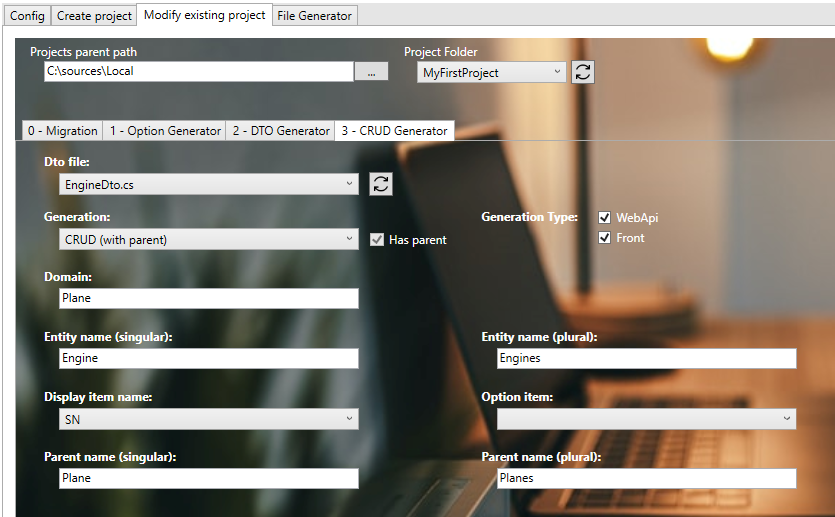 Config Create project Modify existing project File Generator
Projects parent path Project Folder
C:\sources\Local ... MyFirstProject
0 - Migration 1 - Option Generator 2 - DTO Generator 3 - CRUD Generator
Dto file:
EngineDto.cs
Generation: Generation Type: WebApi
CRUD (with parent) Has parent Front
Domain:
Plane
Entity name (singular): Entity name (plural):
Engine Engines
Display item name: Option item:
SN
Parent name (singular): Parent name (plural):
Plane Planes